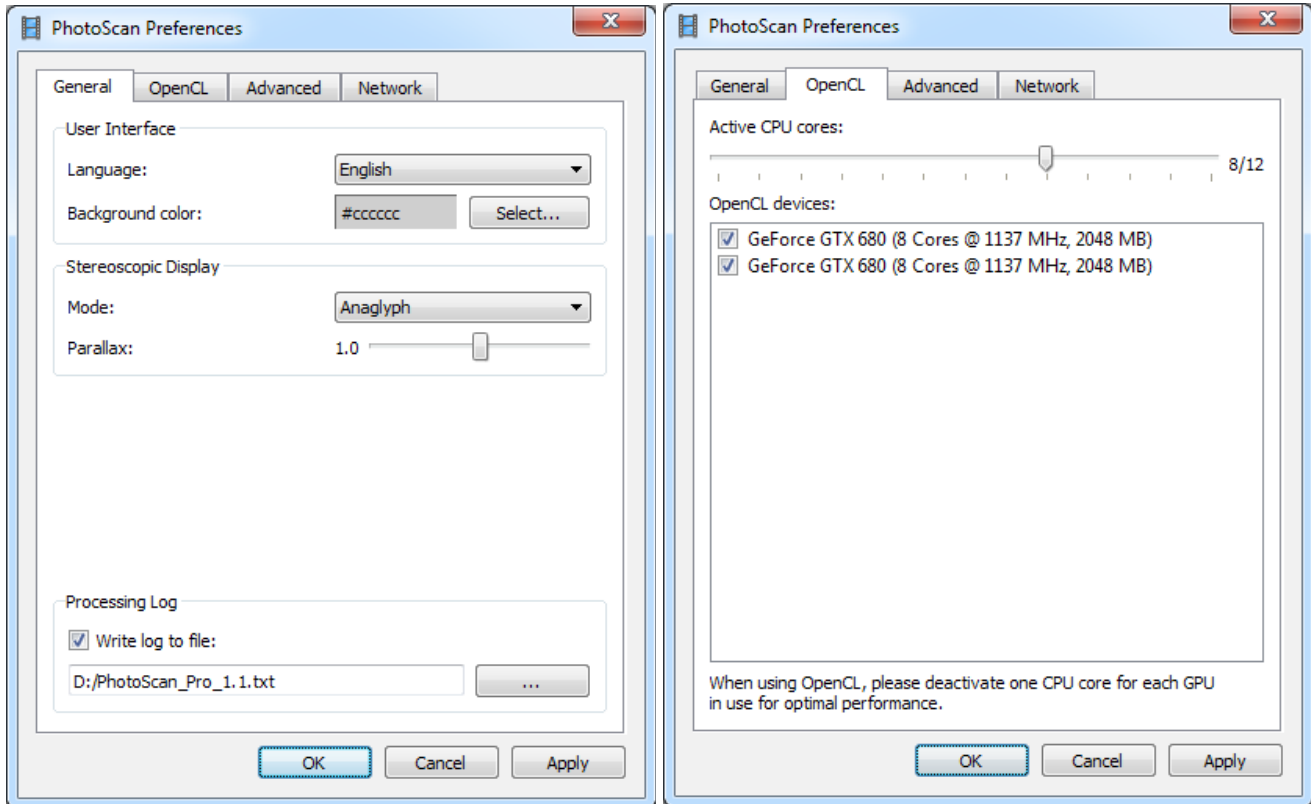 PhotoScan Preferences
General OpenCL Advanced Network
User Interface
Language: English
Background color: #cccccc Select...
Stereoscopic Display
Mode: Anaglyph
Parallax: 1.0
Processing Log
Write log to file:
D:/PhotoScan_Pro_1.1.txt ...
OK Cancel Apply
PhotoScan Preferences
General OpenCL Advanced Network
Active CPU cores:
8/12
OpenCL devices:
GeForce GTX 680 (8 Cores @ 1137 MHz, 2048 MB)
GeForce GTX 680 (8 Cores @ 1137 MHz, 2048 MB)
When using OpenCL, please deactivate one CPU core for each GPU
in use for optimal performance.
OK Cancel Apply